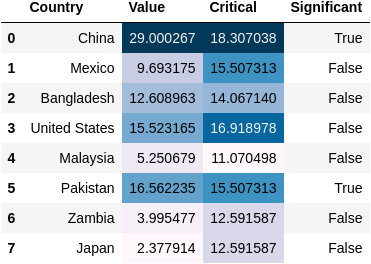 Country Value Critical Significant
0 China 29.000267 18.307038 True
1 Mexico 9.693175 15.507313 False
2 Bangladesh 12.608963 14.067140 False
3 United States 15.523165 16.918978 False
4 Malaysia 5.250679 11.070498 False
5 Pakistan 16.562235 15.507313 True
6 Zambia 3.995477 12.591587 False
7 Japan 2.377914 12.591587 False